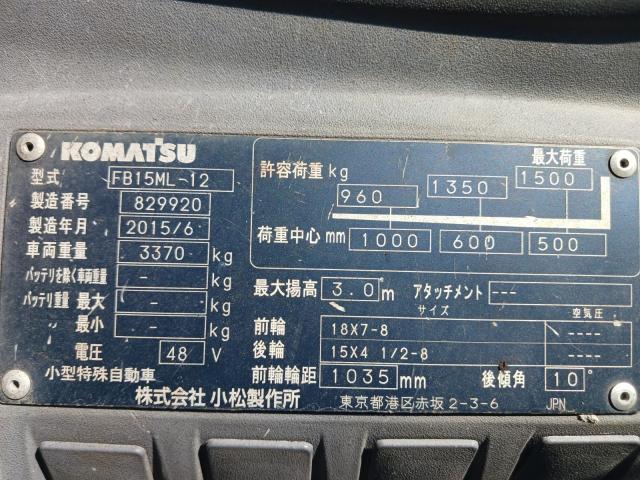 KOMATSU
型式 FB15ML-12
製造番号 829920
製造年月 2015/6
車両重量 3370 kg
バッテリを除く車両重量 - kg
バッテリ重量 最大 - kg
最小 - kg
電圧 48 V
小型特殊自動車
許容荷重 kg 最大荷重
960 1350 1500
荷重中心 mm 1000 600 500
最大揚高 3.0 m アタッチメント ---
サイズ 空気圧
前輪 18X7-8 ----
後輪 15X4 1/2-8 ----
前輪輪距 1035 mm 後傾角 10°
株式会社 小松製作所 東京都港区赤坂2-3-6 JPN